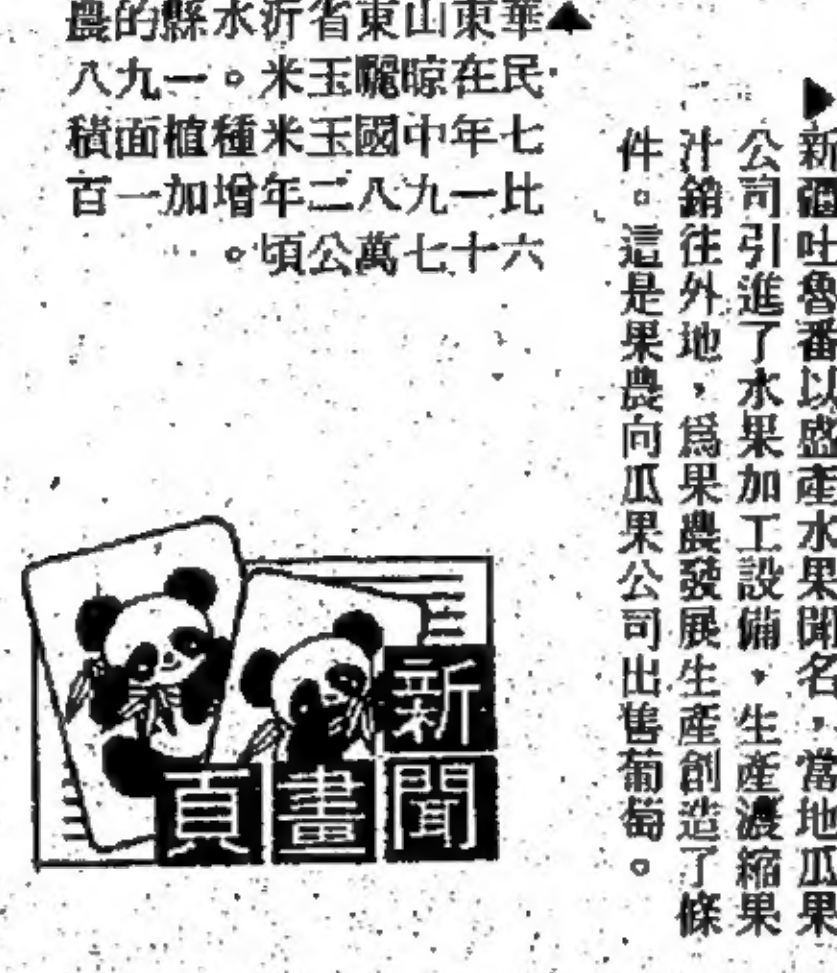 ▶新疆吐魯番以盛產水果聞名，當地瓜果
公司引進了水果加工設備，生產濃縮果
汁銷往外地，爲果農發展生產創造了條
件。這是果農向瓜果公司出售葡萄。
▲華東山東省沂水縣的農
民在晾曬玉米。一九八
七年中國玉米種植面積
比一九八二年增加一百
六十七萬公頃。
新
聞畫頁